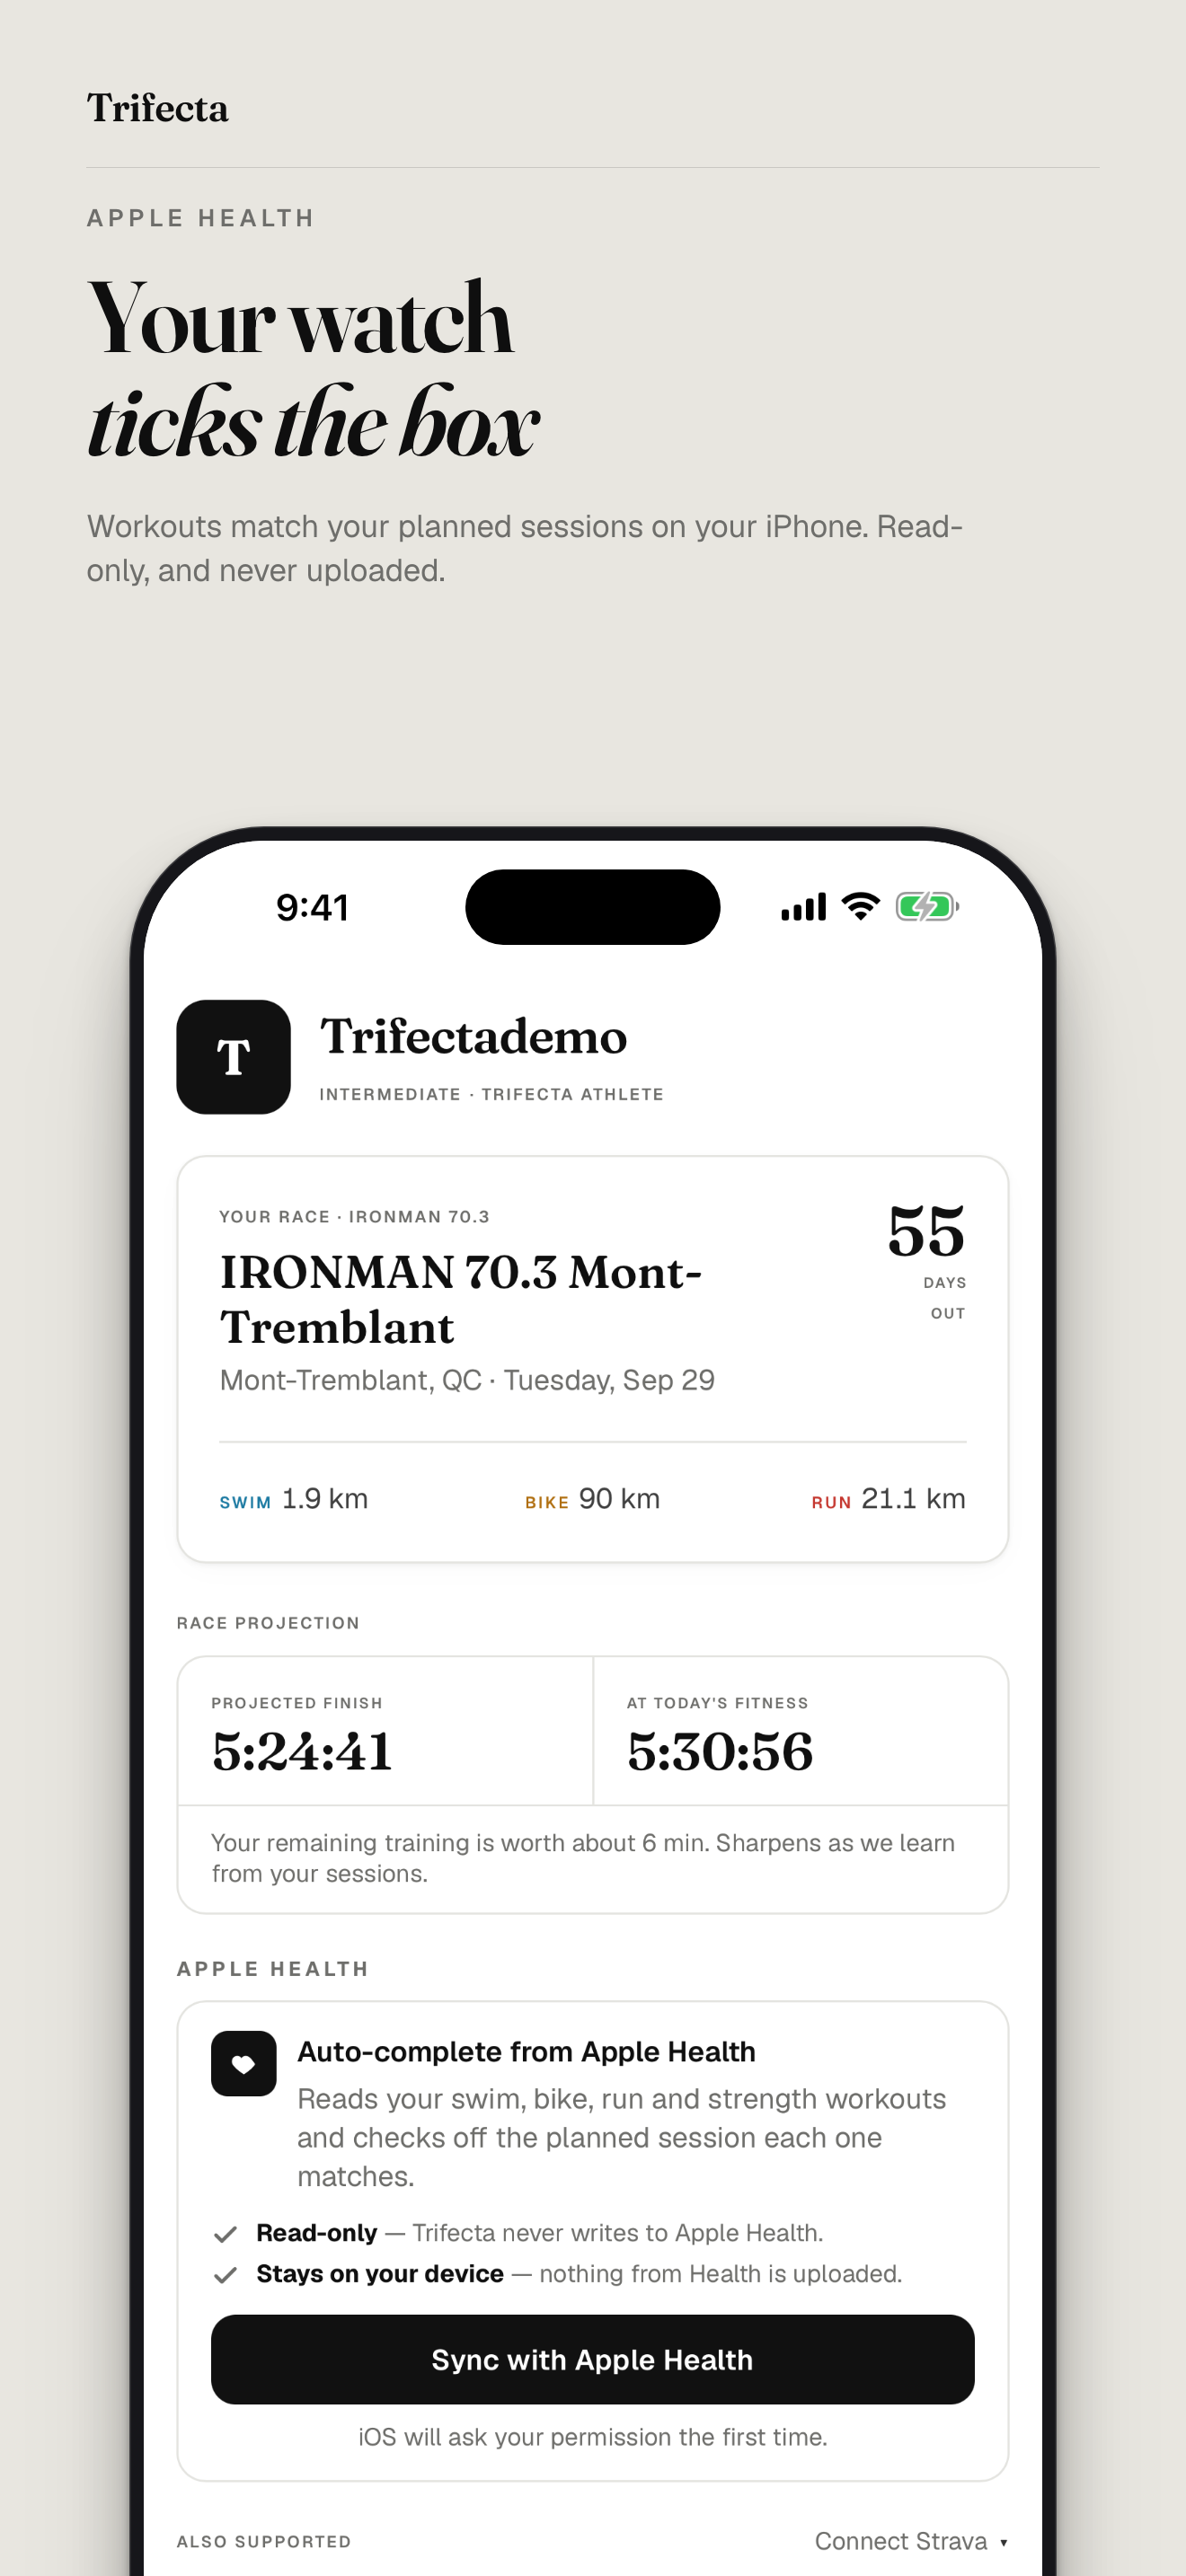 Trifecta
APPLE HEALTH
Your watch
ticks the box
Workouts match your planned sessions on your iPhone. Read-
only, and never uploaded.
9:41
T
Trifectademo
INTERMEDIATE · TRIFECTA ATHLETE
YOUR RACE · IRONMAN 70.3
55
DAYS
OUT
IRONMAN 70.3 Mont-
Tremblant
Mont-Tremblant, QC · Tuesday, Sep 29
SWIM 1.9 km BIKE 90 km RUN 21.1 km
RACE PROJECTION
PROJECTED FINISH
5:24:41
AT TODAY'S FITNESS
5:30:56
Your remaining training is worth about 6 min. Sharpens as we learn
from your sessions.
APPLE HEALTH
Auto-complete from Apple Health
Reads your swim, bike, run and strength workouts
and checks off the planned session each one
matches.
Read-only — Trifecta never writes to Apple Health.
Stays on your device — nothing from Health is uploaded.
Sync with Apple Health
iOS will ask your permission the first time.
ALSO SUPPORTED
Connect Strava ▾